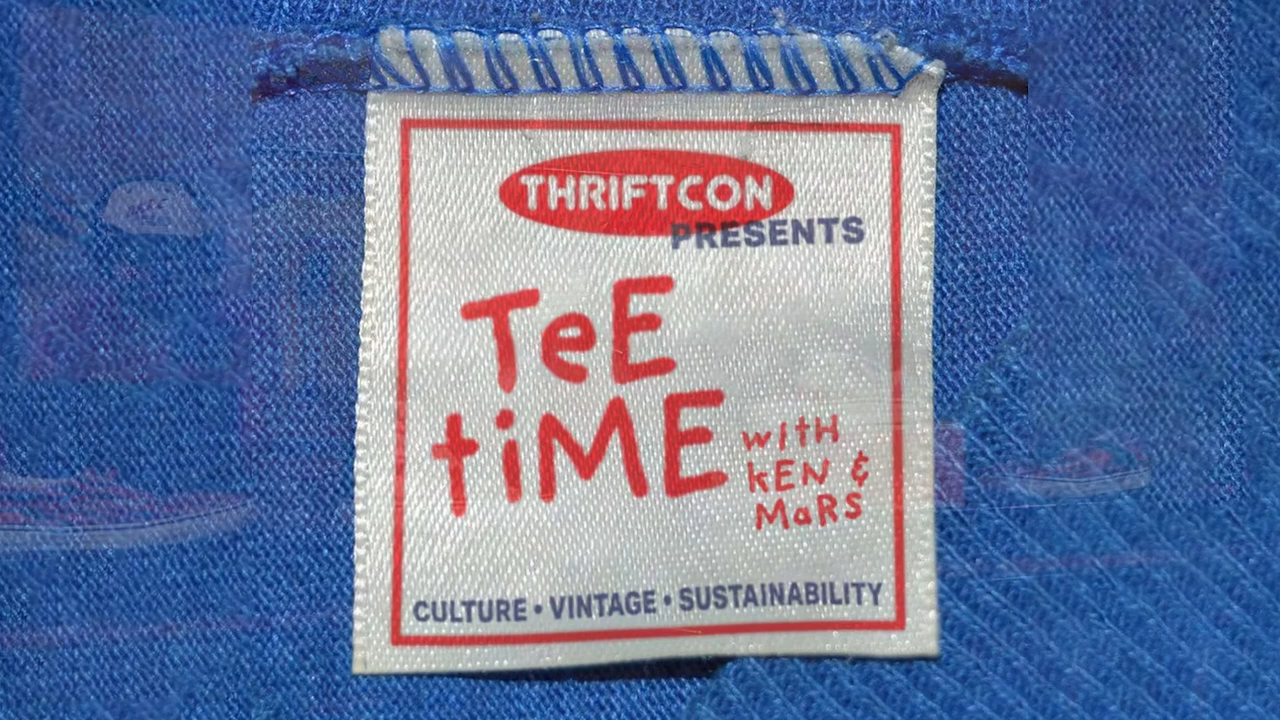 THRIFTCON
PRESENTS
TeE
tiME
wItH
kEN &
MaRS
CULTURE • VINTAGE • SUSTAINABILITY